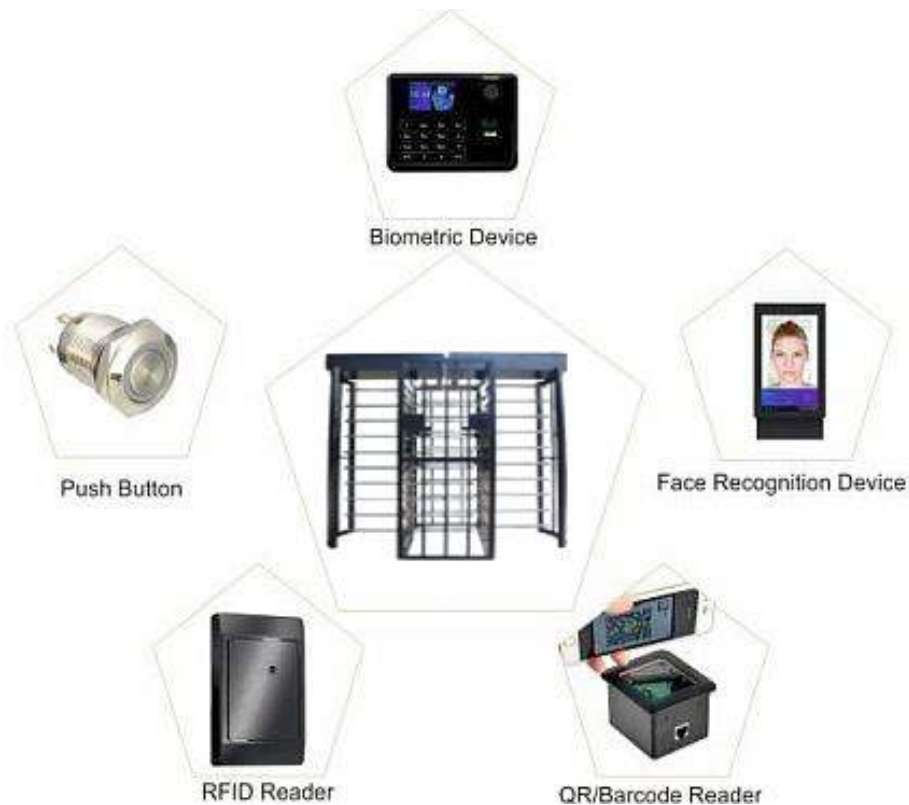 Biometric Device
Push Button
Face Recognition Device
RFID Reader
QR/Barcode Reader